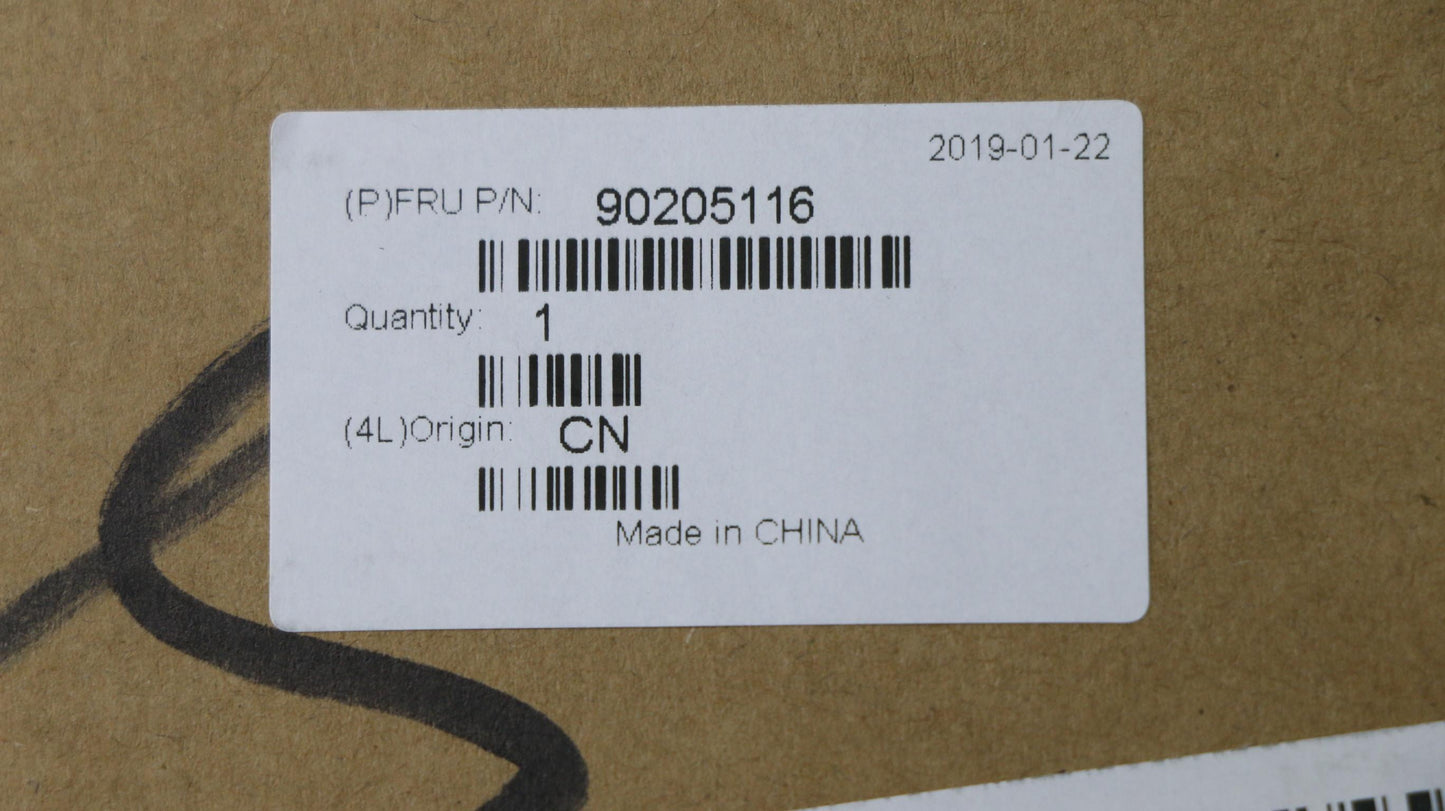 2019-01-22
(P)FRU P/N: 90205116
Quantity: 1
(4L)Origin: CN
Made in CHINA